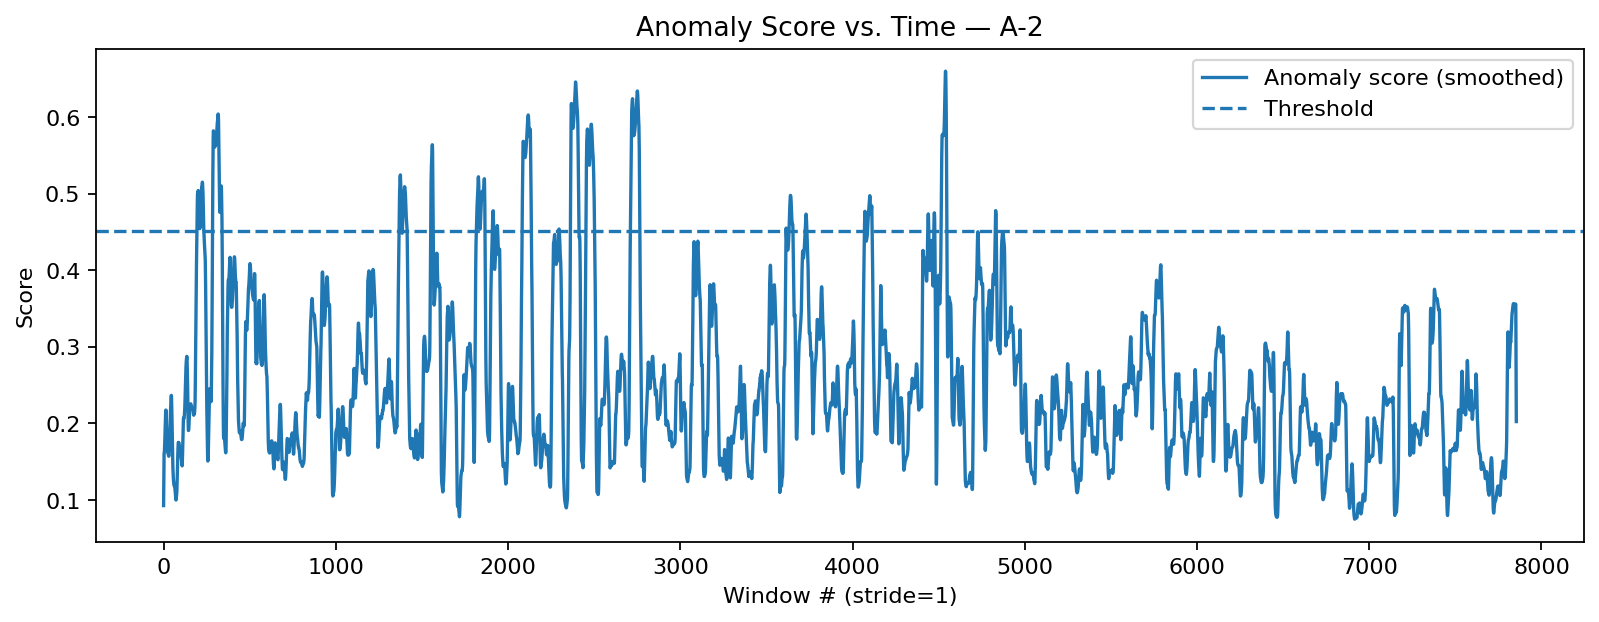 Anomaly Score vs. Time — A-2
Anomaly score (smoothed)
Threshold
Score
0.6
0.5
0.4
0.3
0.2
0.1
0 1000 2000 3000 4000 5000 6000 7000 8000
Window # (stride=1)